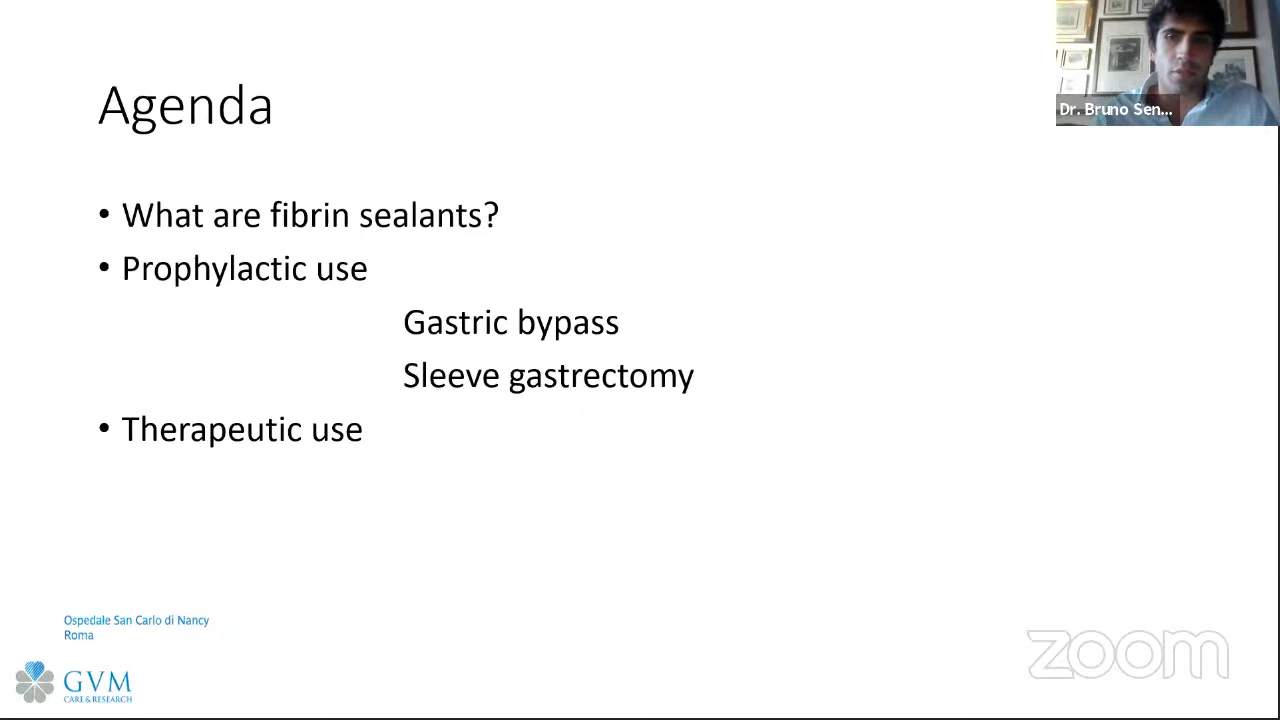 Agenda
Dr. Bruno Sen...
• What are fibrin sealants?
• Prophylactic use
Gastric bypass
Sleeve gastrectomy
• Therapeutic use
Ospedale San Carlo di Nancy
Roma
GVM
CARE & RESEARCH
zoom